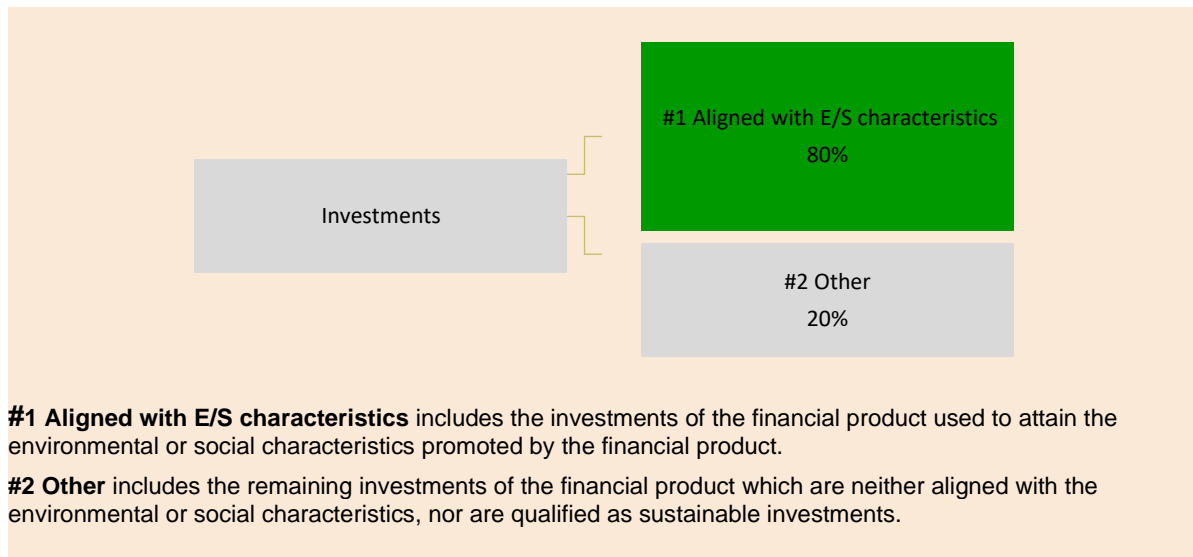 #1 Aligned with E/S characteristics
80%
Investments
#2 Other
20%
#1 Aligned with E/S characteristics includes the investments of the financial product used to attain the
environmental or social characteristics promoted by the financial product.
#2 Other includes the remaining investments of the financial product which are neither aligned with the
environmental or social characteristics, nor are qualified as sustainable investments.